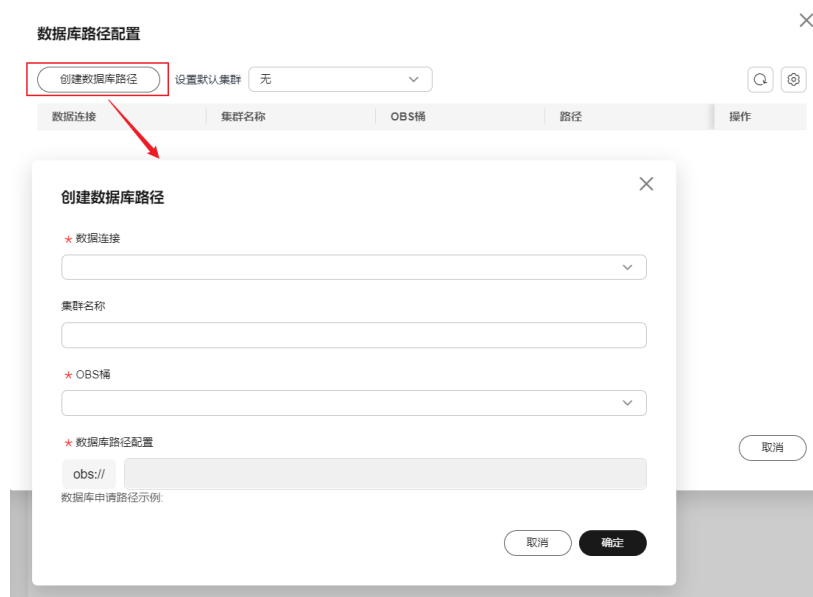 数据库路径配置
创建数据库路径 设置默认集群 无
数据连接 集群名称 OBS桶 路径 操作
创建数据库路径
* 数据连接
集群名称
* OBS桶
* 数据库路径配置
取消
obs://
数据库申请路径示例:
取消 确定